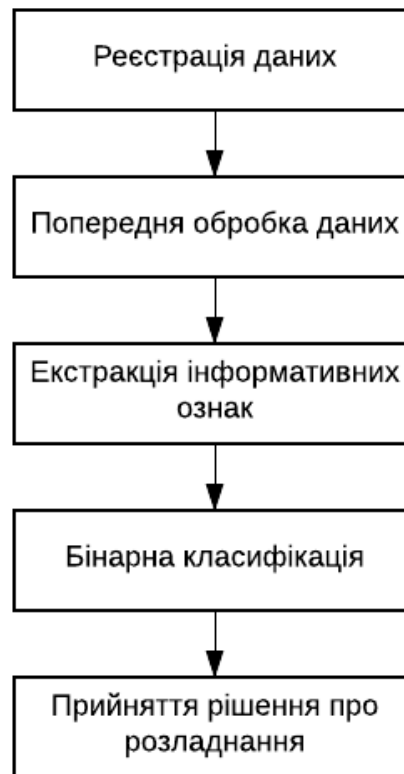 Реєстрація даних
Попередня обробка даних
Екстракція інформативних
ознак
Бінарна класифікація
Прийняття рішення про
розладнання